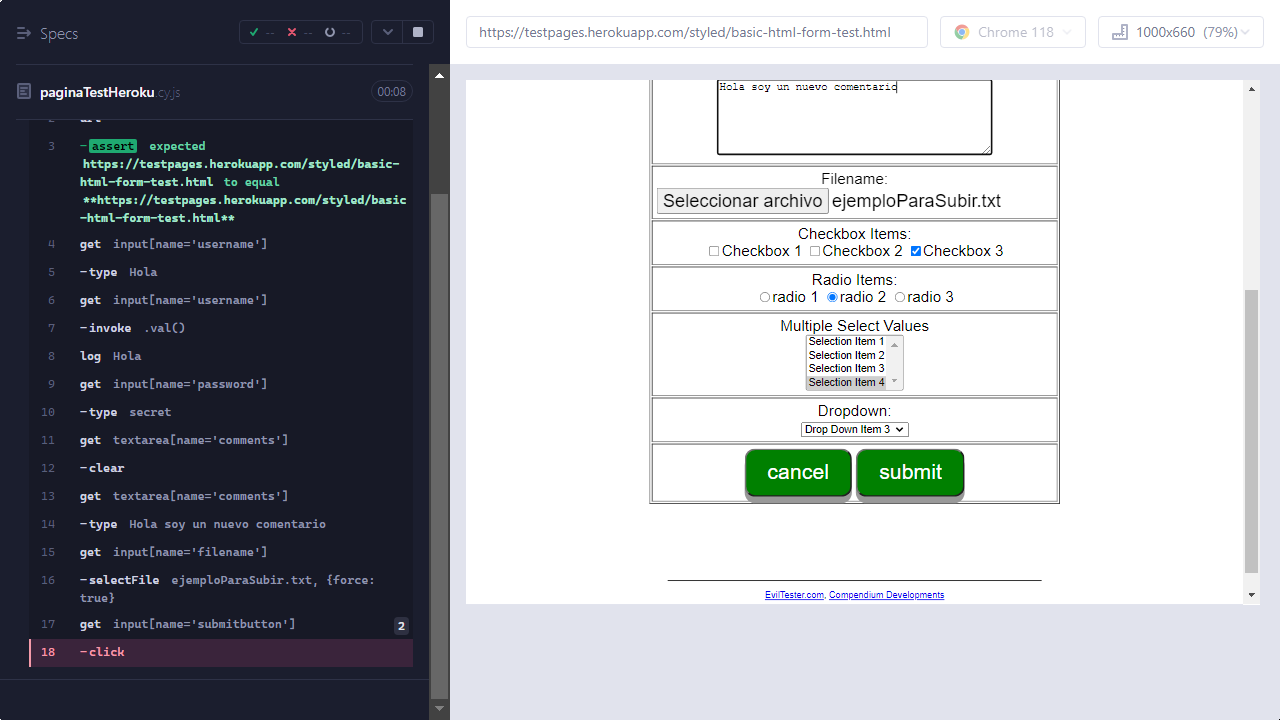 Specs
-- -- --
https://testpages.herokuapp.com/styled/basic-html-form-test.html
Chrome 118
1000x660 (79%)
paginaTestHeroku.cy.js
00:08
2 url
3 -assert expected
https://testpages.herokuapp.com/styled/basic-
html-form-test.html to equal
**https://testpages.herokuapp.com/styled/basic
-html-form-test.html**
4 get input[name='username']
5 -type Hola
6 get input[name='username']
7 -invoke .val()
8 log Hola
9 get input[name='password']
10 -type secret
11 get textarea[name='comments']
12 -clear
13 get textarea[name='comments']
14 -type Hola soy un nuevo comentario
15 get input[name='filename']
16 -selectFile ejemploParaSubir.txt, {force:
true}
17 get input[name='submitbutton'] 2
18 -click
Hola soy un nuevo comentario
Filename:
Seleccionar archivo ejemploParaSubir.txt
Checkbox Items:
Checkbox 1 Checkbox 2 Checkbox 3
Radio Items:
radio 1 radio 2 radio 3
Multiple Select Values
Selection Item 1
Selection Item 2
Selection Item 3
Selection Item 4
Dropdown:
Drop Down Item 3
cancel submit
EvilTester.com, Compendium Developments